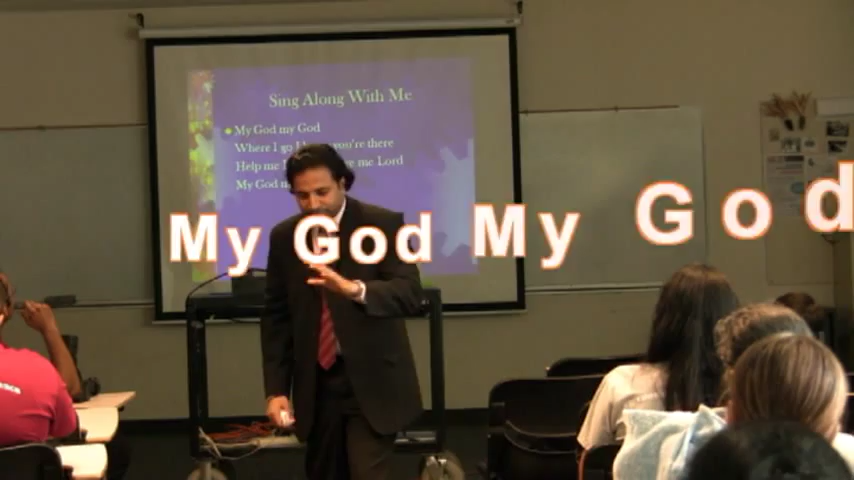 Sing Along With Me
My God my God
Where I go I you're there
Help me me Lord
My God
My God My God